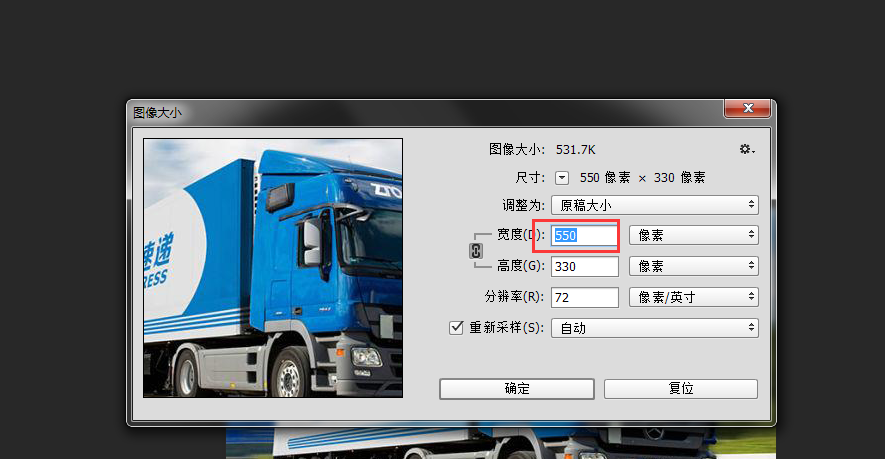 图像大小
图像大小: 531.7K
尺寸: 550 像素 × 330 像素
调整为: 原稿大小
宽度(D): 550 像素
高度(G): 330 像素
分辨率(R): 72 像素/英寸
重新采样(S): 自动
确定 复位
速递
RESS